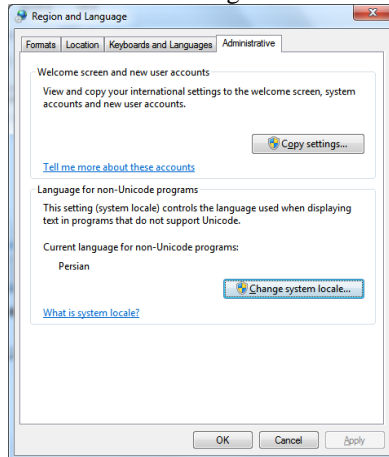 Region and Language
Formats Location Keyboards and Languages Administrative
Welcome screen and new user accounts
View and copy your international settings to the welcome screen, system
accounts and new user accounts.
Copy settings...
Tell me more about these accounts
Language for non-Unicode programs
This setting (system locale) controls the language used when displaying
text in programs that do not support Unicode.
Current language for non-Unicode programs:
Persian
Change system locale...
What is system locale?
OK Cancel Apply